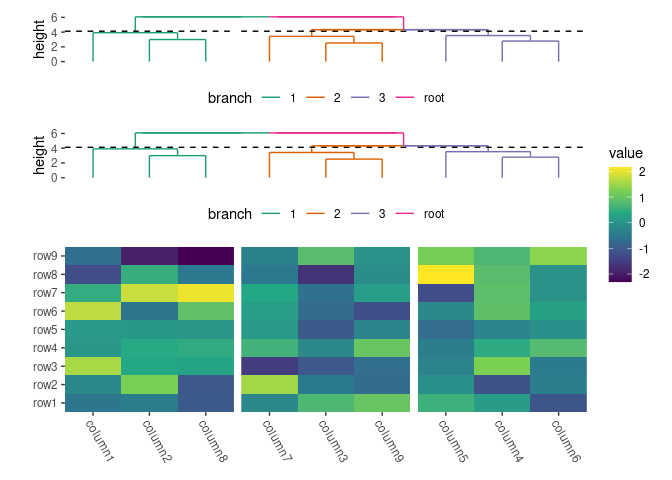 height
6
4
2
0
branch 1 2 3 root
height
6
4
2
0
branch 1 2 3 root
value
2
1
0
-1
-2
row9
row8
row7
row6
row5
row4
row3
row2
row1
column1 column2 column8 column7 column3 column9 column5 column4 column6